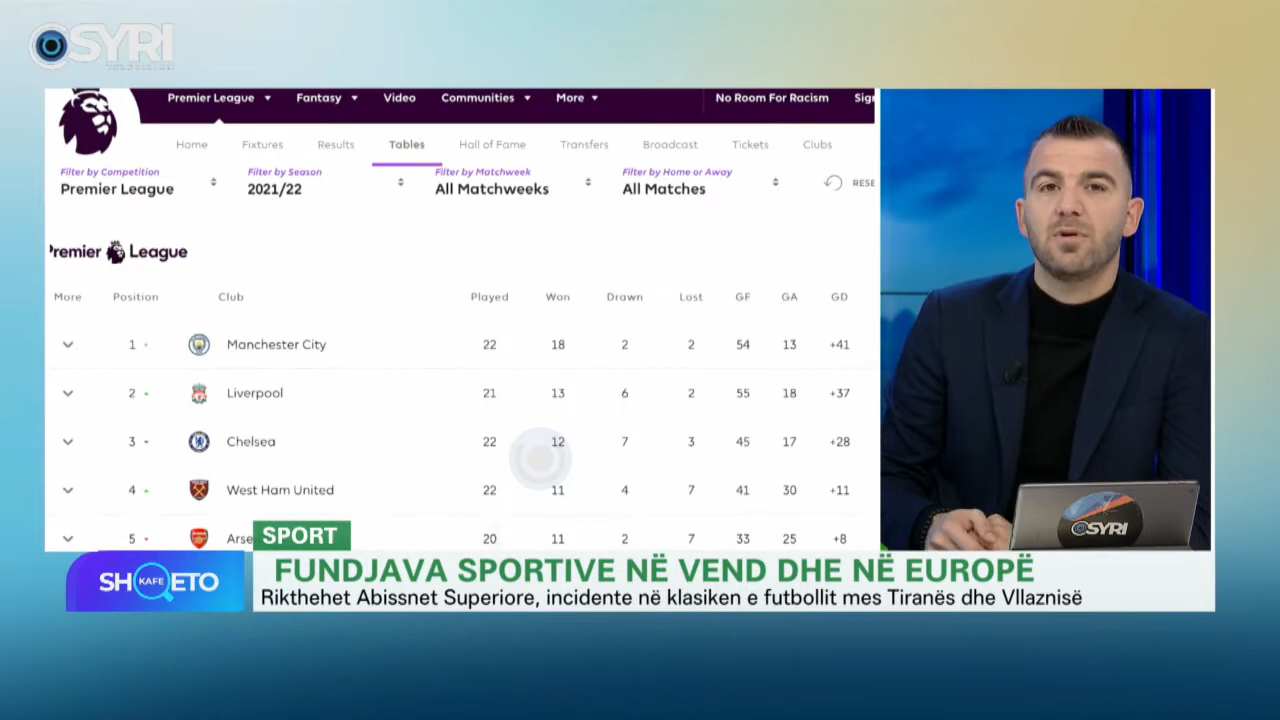 SYRI
Premier League Fantasy Video Communities More No Room For Racism Sign
Home Fixtures Results Tables Hall of Fame Transfers Broadcast Tickets Clubs
Filter by Competition Filter by Season Filter by Matchweek Filter by Home or Away
Premier League 2021/22 All Matchweeks All Matches RESE
Premier League
More Position Club Played Won Drawn Lost GF GA GD
1 Manchester City 22 18 2 2 54 13 +41
2 Liverpool 21 13 6 2 55 18 +37
3 Chelsea 22 12 7 3 45 17 +28
4 West Ham United 22 11 4 7 41 30 +11
5 Arse 20 11 2 7 33 25 +8
SYRI
SPORT
SHQETO
KAFE
FUNDJAVA SPORTIVE NË VEND DHE NË EUROPË
Rikthehet Abissnet Superiore, incidente në klasiken e futbollit mes Tiranës dhe Vllaznisë